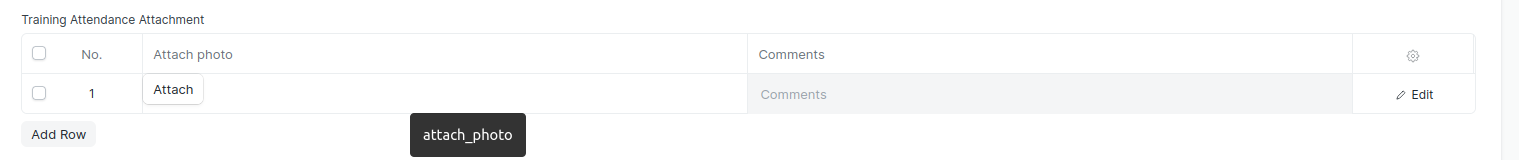 Training Attendance Attachment
No. Attach photo Comments
1 Attach Comments Edit
Add Row
attach_photo